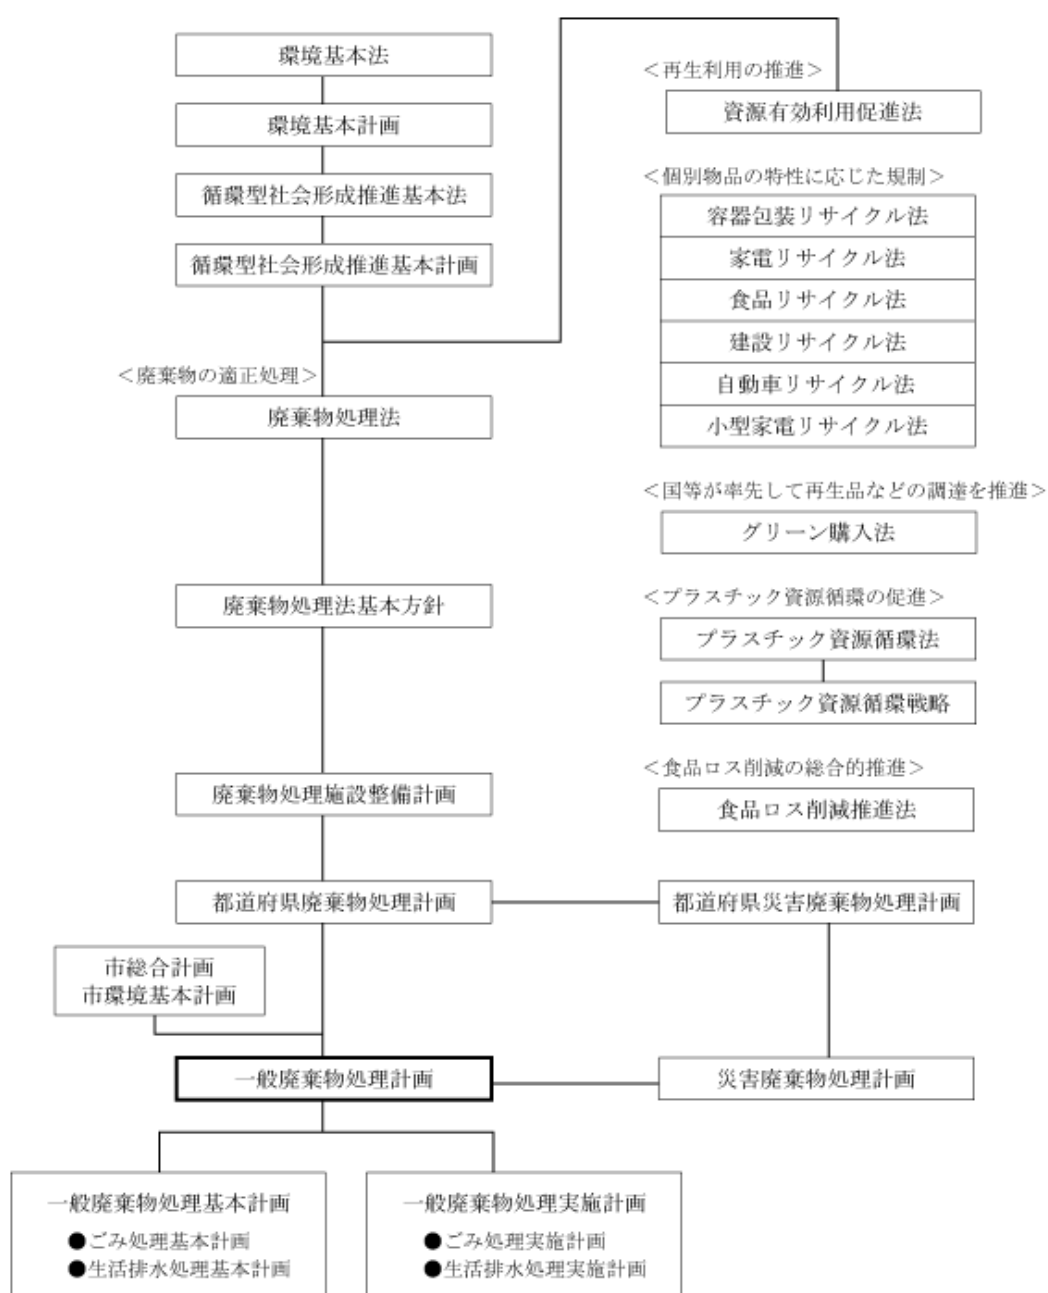 環境基本法
環境基本計画
循環型社会形成推進基本法
循環型社会形成推進基本計画
＜廃棄物の適正処理＞
廃棄物処理法
廃棄物処理法基本方針
廃棄物処理施設整備計画
都道府県廃棄物処理計画
市総合計画
市環境基本計画
一般廃棄物処理計画
一般廃棄物処理基本計画
●ごみ処理基本計画
●生活排水処理基本計画
一般廃棄物処理実施計画
●ごみ処理実施計画
●生活排水処理実施計画
＜再生利用の推進＞
資源有効利用促進法
＜個別物品の特性に応じた規制＞
容器包装リサイクル法
家電リサイクル法
食品リサイクル法
建設リサイクル法
自動車リサイクル法
小型家電リサイクル法
＜国等が率先して再生品などの調達を推進＞
グリーン購入法
＜プラスチック資源循環の促進＞
プラスチック資源循環法
プラスチック資源循環戦略
＜食品ロス削減の総合的推進＞
食品ロス削減推進法
都道府県災害廃棄物処理計画
災害廃棄物処理計画